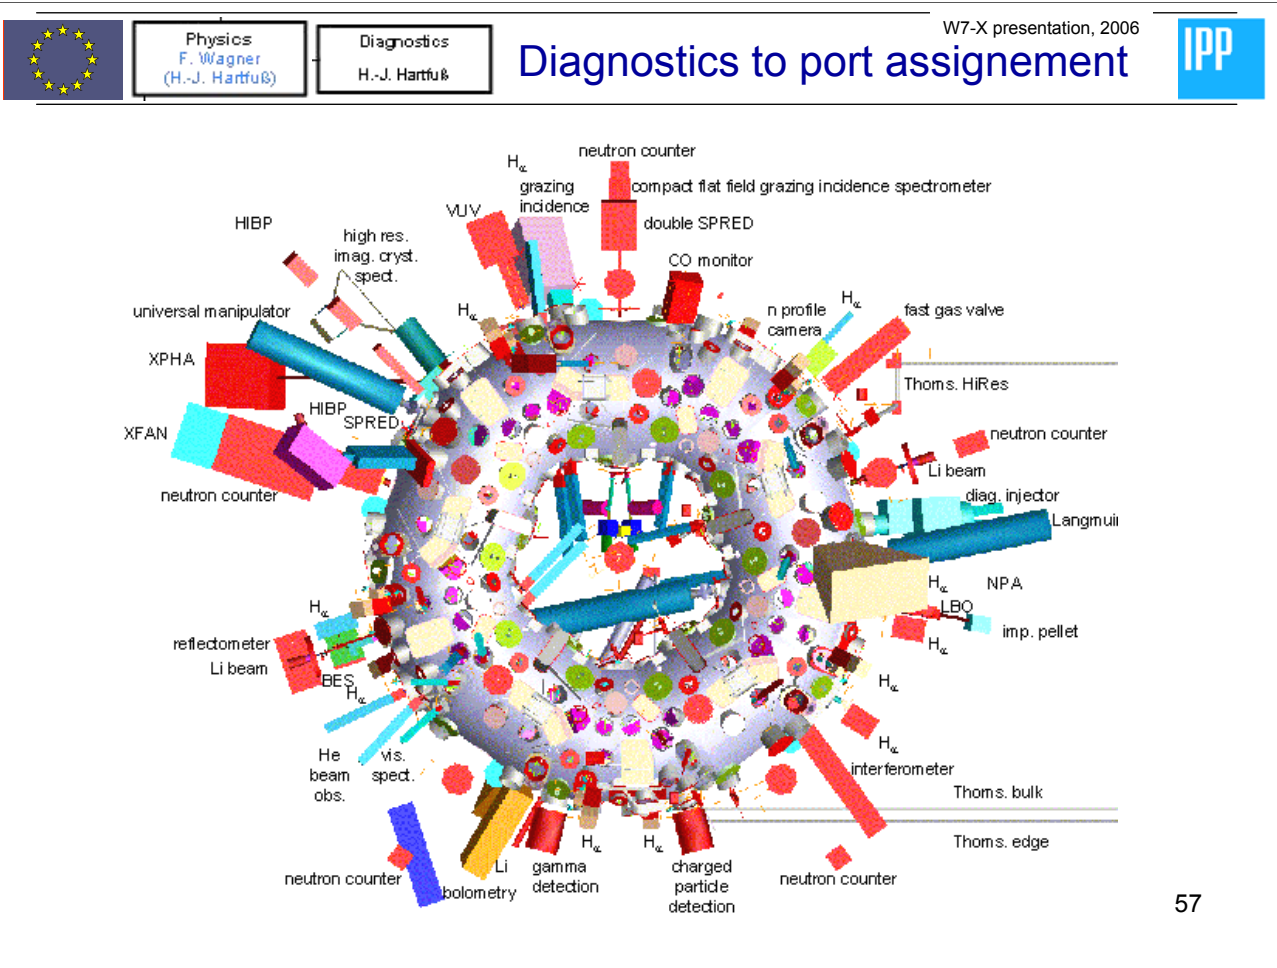 W7-X presentation, 2006
Physics
F. Wagner
(H.-J. Hartfuß)
Diagnostics
H.-J. Hartfuß
Diagnostics to port assignement
IPP
neutron counter
Hα
grazing
incidence
compact flat field grazing incidence spectrometer
VUV
double SPRED
HIBP
high res.
imag. cryst.
spect.
CO monitor
universal manipulator
Hα
n profile
camera
Hα
fast gas valve
XPHA
Thoms. HiRes
HIBP
SPRED
XFAN
neutron counter
Li beam
neutron counter
diag. injector
Langmuir
Hα
NPA
LBO
imp. pellet
Hα
Hα
reflectometer
Li beam
BES
Hα
Hα
Hα
He
beam
obs.
vis.
spect.
interferometer
Thoms. bulk
Thoms. edge
Hα
Hα
neutron counter
Li
bolometry
gamma
detection
charged
particle
detection
neutron counter
57